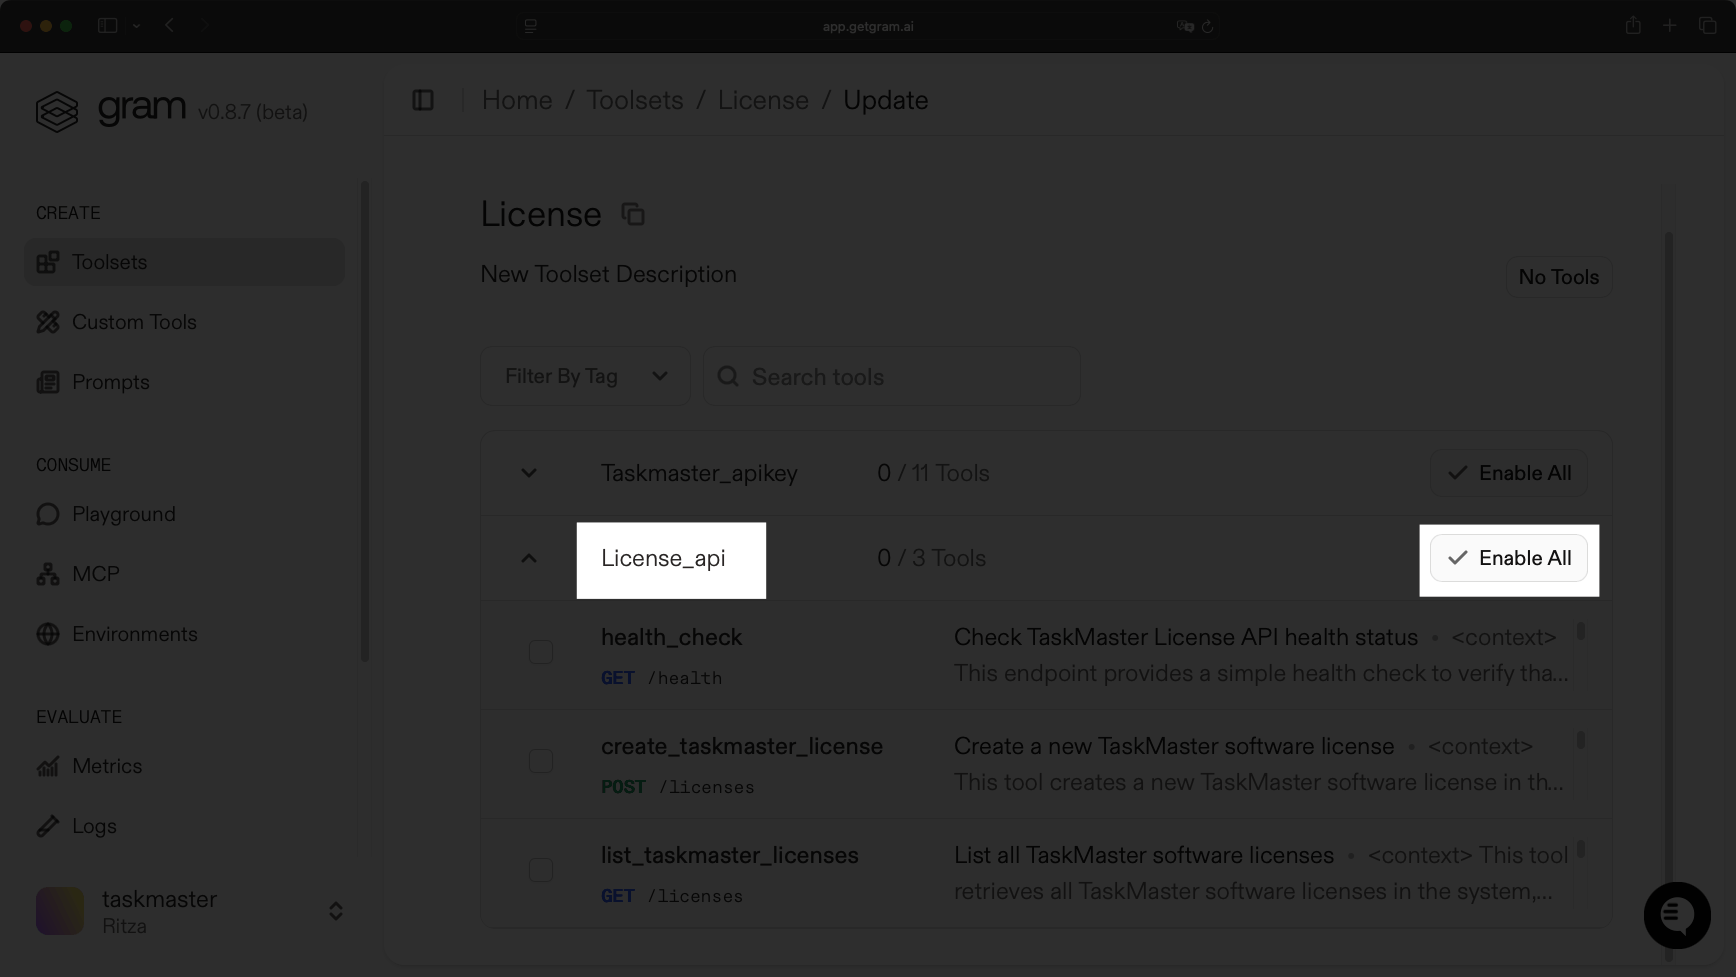 app.getgram.ai
gram v0.8.7 (beta)
Home / Toolsets / License / Update
CREATE
Toolsets
Custom Tools
Prompts
CONSUME
Playground
MCP
Environments
EVALUATE
Metrics
Logs
taskmaster
Ritza
License
New Toolset Description
No Tools
Filter By Tag
Search tools
Taskmaster_apikey 0 / 11 Tools Enable All
License_api 0 / 3 Tools Enable All
health_check
GET /health
Check TaskMaster License API health status • <context>
This endpoint provides a simple health check to verify tha...
create_taskmaster_license
POST /licenses
Create a new TaskMaster software license • <context>
This tool creates a new TaskMaster software license in th...
list_taskmaster_licenses
GET /licenses
List all TaskMaster software licenses • <context> This tool
retrieves all TaskMaster software licenses in the system,...